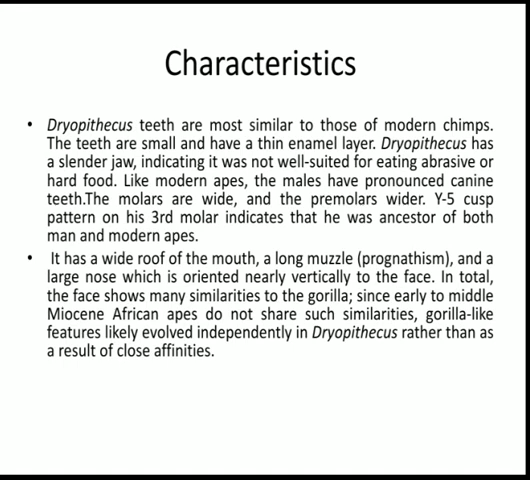 Characteristics
• Dryopithecus teeth are most similar to those of modern chimps.
The teeth are small and have a thin enamel layer. Dryopithecus has
a slender jaw, indicating it was not well-suited for eating abrasive or
hard food. Like modern apes, the males have pronounced canine
teeth.The molars are wide, and the premolars wider. Y-5 cusp
pattern on his 3rd molar indicates that he was ancestor of both
man and modern apes.
• It has a wide roof of the mouth, a long muzzle (prognathism), and a
large nose which is oriented nearly vertically to the face. In total,
the face shows many similarities to the gorilla; since early to middle
Miocene African apes do not share such similarities, gorilla-like
features likely evolved independently in Dryopithecus rather than as
a result of close affinities.